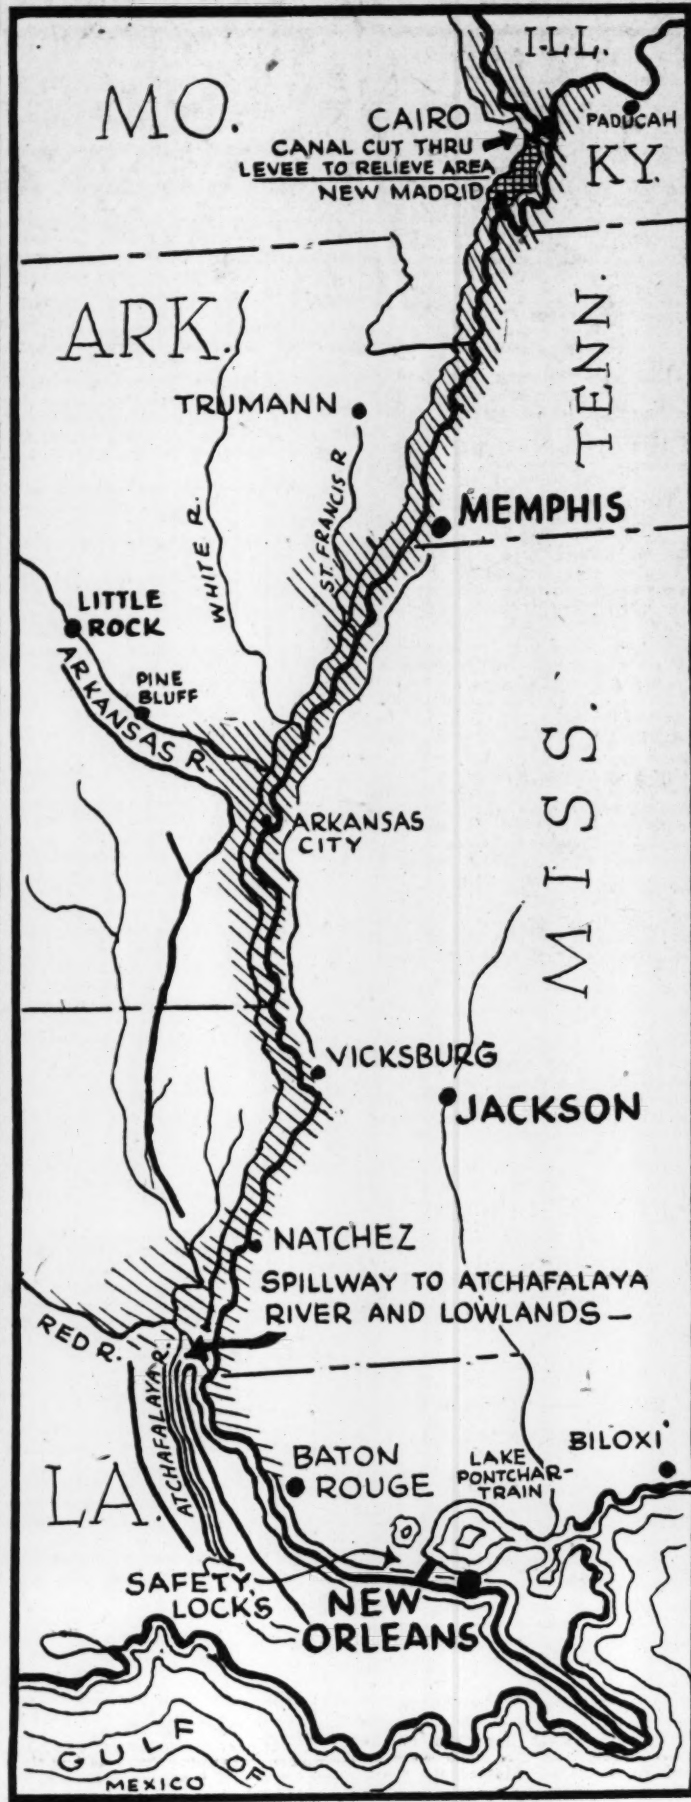 ILL.
MO.
CAIRO
PADUCAH
CANAL CUT THRU
LEVEE TO RELIEVE AREA
KY.
NEW MADRID
ARK.
TENN.
TRUMANN
WHITE R.
ST. FRANCIS R
MEMPHIS
LITTLE
ROCK
PINE
BLUFF
ARKANSAS R.
MISS.
ARKANSAS
CITY
VICKSBURG
JACKSON
NATCHEZ
SPILLWAY TO ATCHAFALAYA
RIVER AND LOWLANDS—
RED R.
ATCHAFALAYA R.
LA.
BATON
ROUGE
LAKE
PONTCHAR-
TRAIN
BILOXI
SAFETY
LOCKS
NEW
ORLEANS
GULF
OF
MEXICO